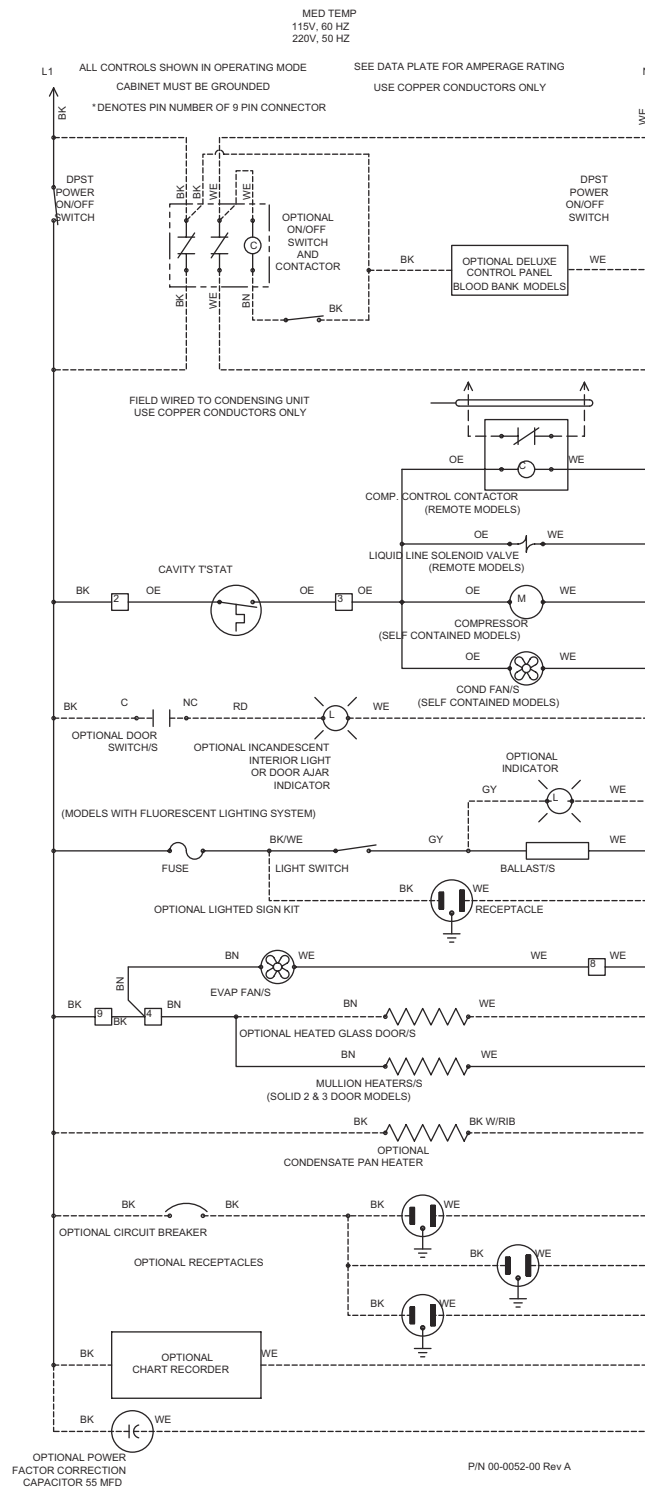 MED TEMP
115V, 60 HZ
220V, 50 HZ
L1
ALL CONTROLS SHOWN IN OPERATING MODE
SEE DATA PLATE FOR AMPERAGE RATING
CABINET MUST BE GROUNDED
USE COPPER CONDUCTORS ONLY
*DENOTES PIN NUMBER OF 9 PIN CONNECTOR
BK
WE
DPST
POWER
ON/OFF
SWITCH
BK
BK
WE
WE
C
OPTIONAL
ON/OFF
SWITCH
AND
CONTACTOR
DPST
POWER
ON/OFF
SWITCH
BK
OPTIONAL DELUXE
CONTROL PANEL
BLOOD BANK MODELS
WE
BK
WE
BN
BK
FIELD WIRED TO CONDENSING UNIT
USE COPPER CONDUCTORS ONLY
OE
C
WE
COMP. CONTROL CONTACTOR
(REMOTE MODELS)
OE
WE
LIQUID LINE SOLENOID VALVE
(REMOTE MODELS)
CAVITY T'STAT
BK
2
OE
OE
3
OE
OE
M
WE
COMPRESSOR
(SELF CONTAINED MODELS)
OE
WE
COND FAN/S
(SELF CONTAINED MODELS)
BK
C
NC
RD
L
WE
OPTIONAL DOOR
SWITCH/S
OPTIONAL INCANDESCENT
INTERIOR LIGHT
OR DOOR AJAR
INDICATOR
OPTIONAL
INDICATOR
GY
L
WE
(MODELS WITH FLUORESCENT LIGHTING SYSTEM)
BK/WE
GY
WE
FUSE
LIGHT SWITCH
BALLAST/S
BK
WE
OPTIONAL LIGHTED SIGN KIT
RECEPTACLE
BN
WE
WE
8
WE
BN
EVAP FAN/S
BK
9
BK
4
BN
BN
WE
OPTIONAL HEATED GLASS DOOR/S
BN
WE
MULLION HEATERS/S
(SOLID 2 & 3 DOOR MODELS)
BK
BK W/RIB
OPTIONAL
CONDENSATE PAN HEATER
BK
BK
BK
WE
OPTIONAL CIRCUIT BREAKER
OPTIONAL RECEPTACLES
BK
WE
BK
WE
BK
OPTIONAL
CHART RECORDER
WE
BK
WE
OPTIONAL POWER
FACTOR CORRECTION
CAPACITOR 55 MFD
P/N 00-0052-00 Rev A